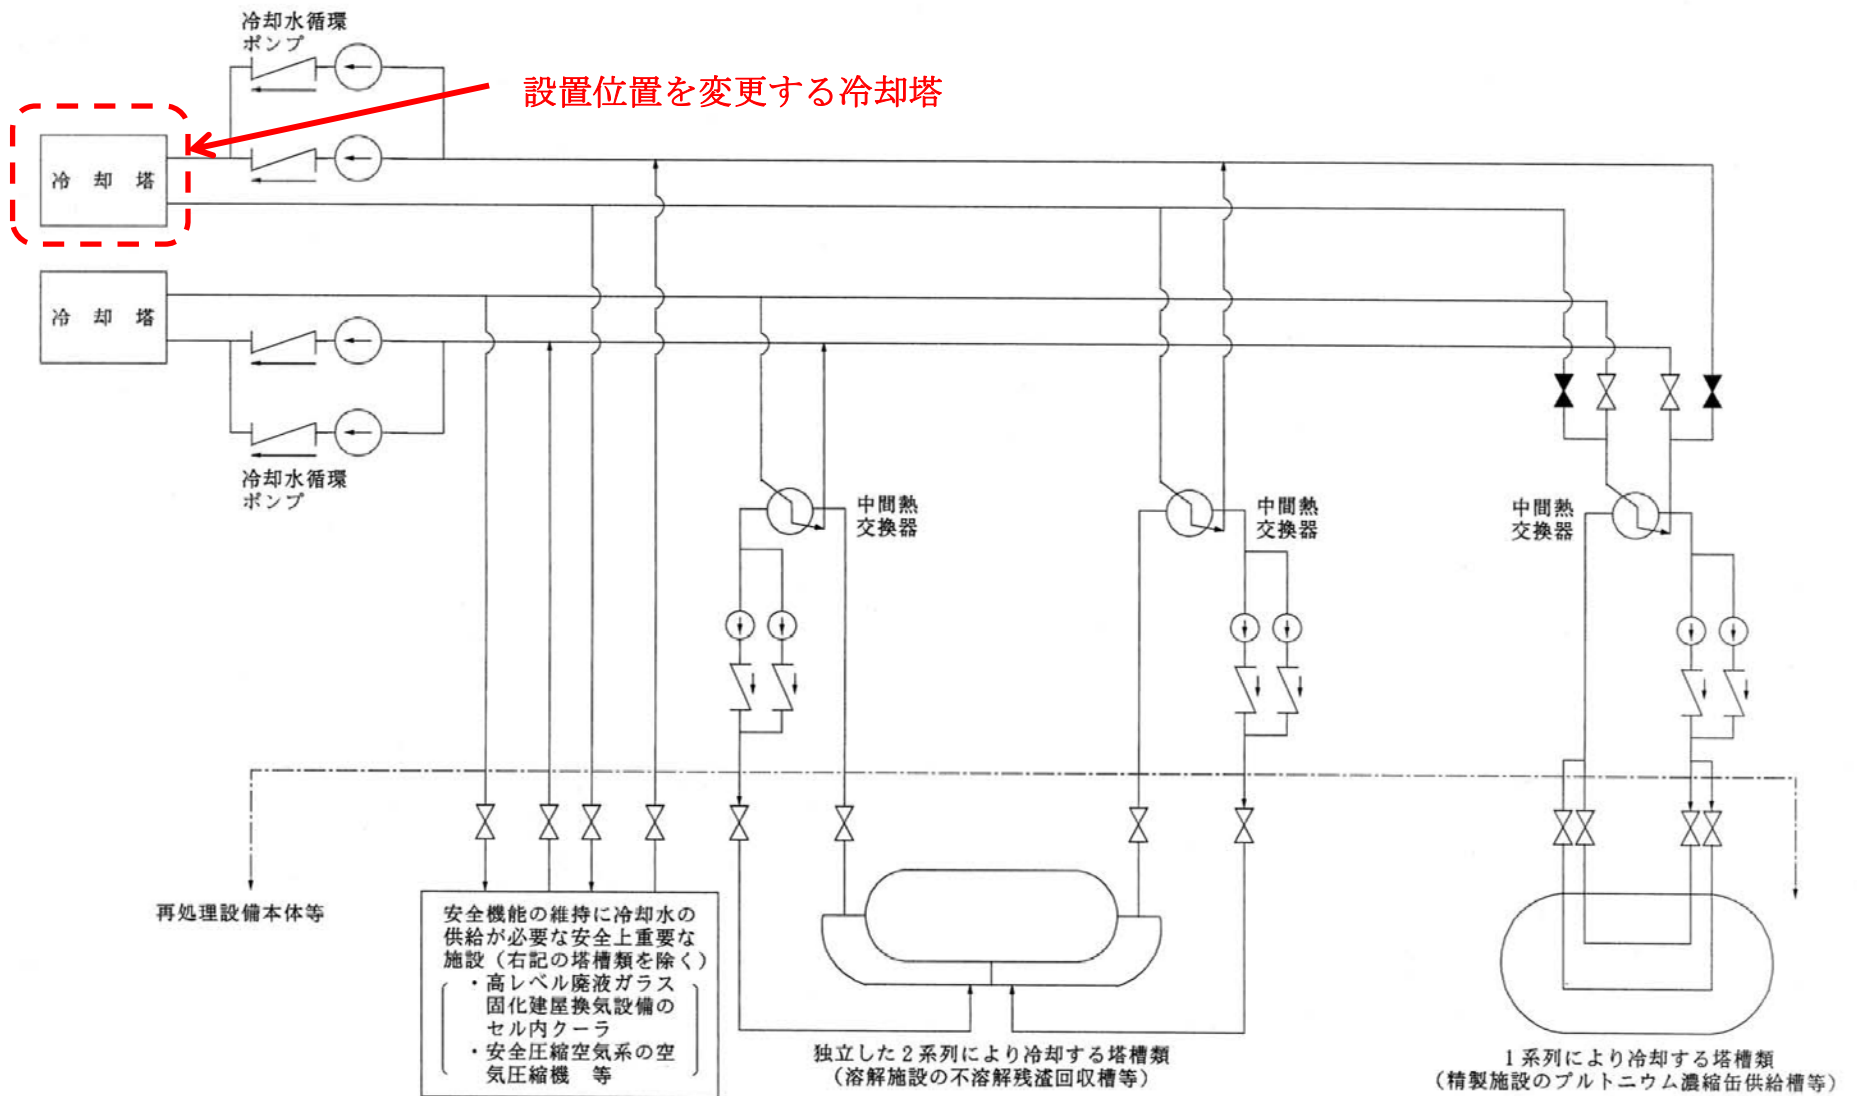 冷却水循環
ポンプ
設置位置を変更する冷却塔
冷却塔
冷却塔
冷却水循環
ポンプ
中間熱
交換器
中間熱
交換器
中間熱
交換器
再処理設備本体等
安全機能の維持に冷却水の
供給が必要な安全上重要な
施設(右記の塔槽類を除く)
・高レベル廃液ガラス
固化建屋換気設備の
セル内クーラ
・安全圧縮空気系の空
気圧縮機 等
独立した2系列により冷却する塔槽類
(溶解施設の不溶解残渣回収槽等)
1系列により冷却する塔槽類
(精製施設のプルトニウム濃縮缶供給槽等)